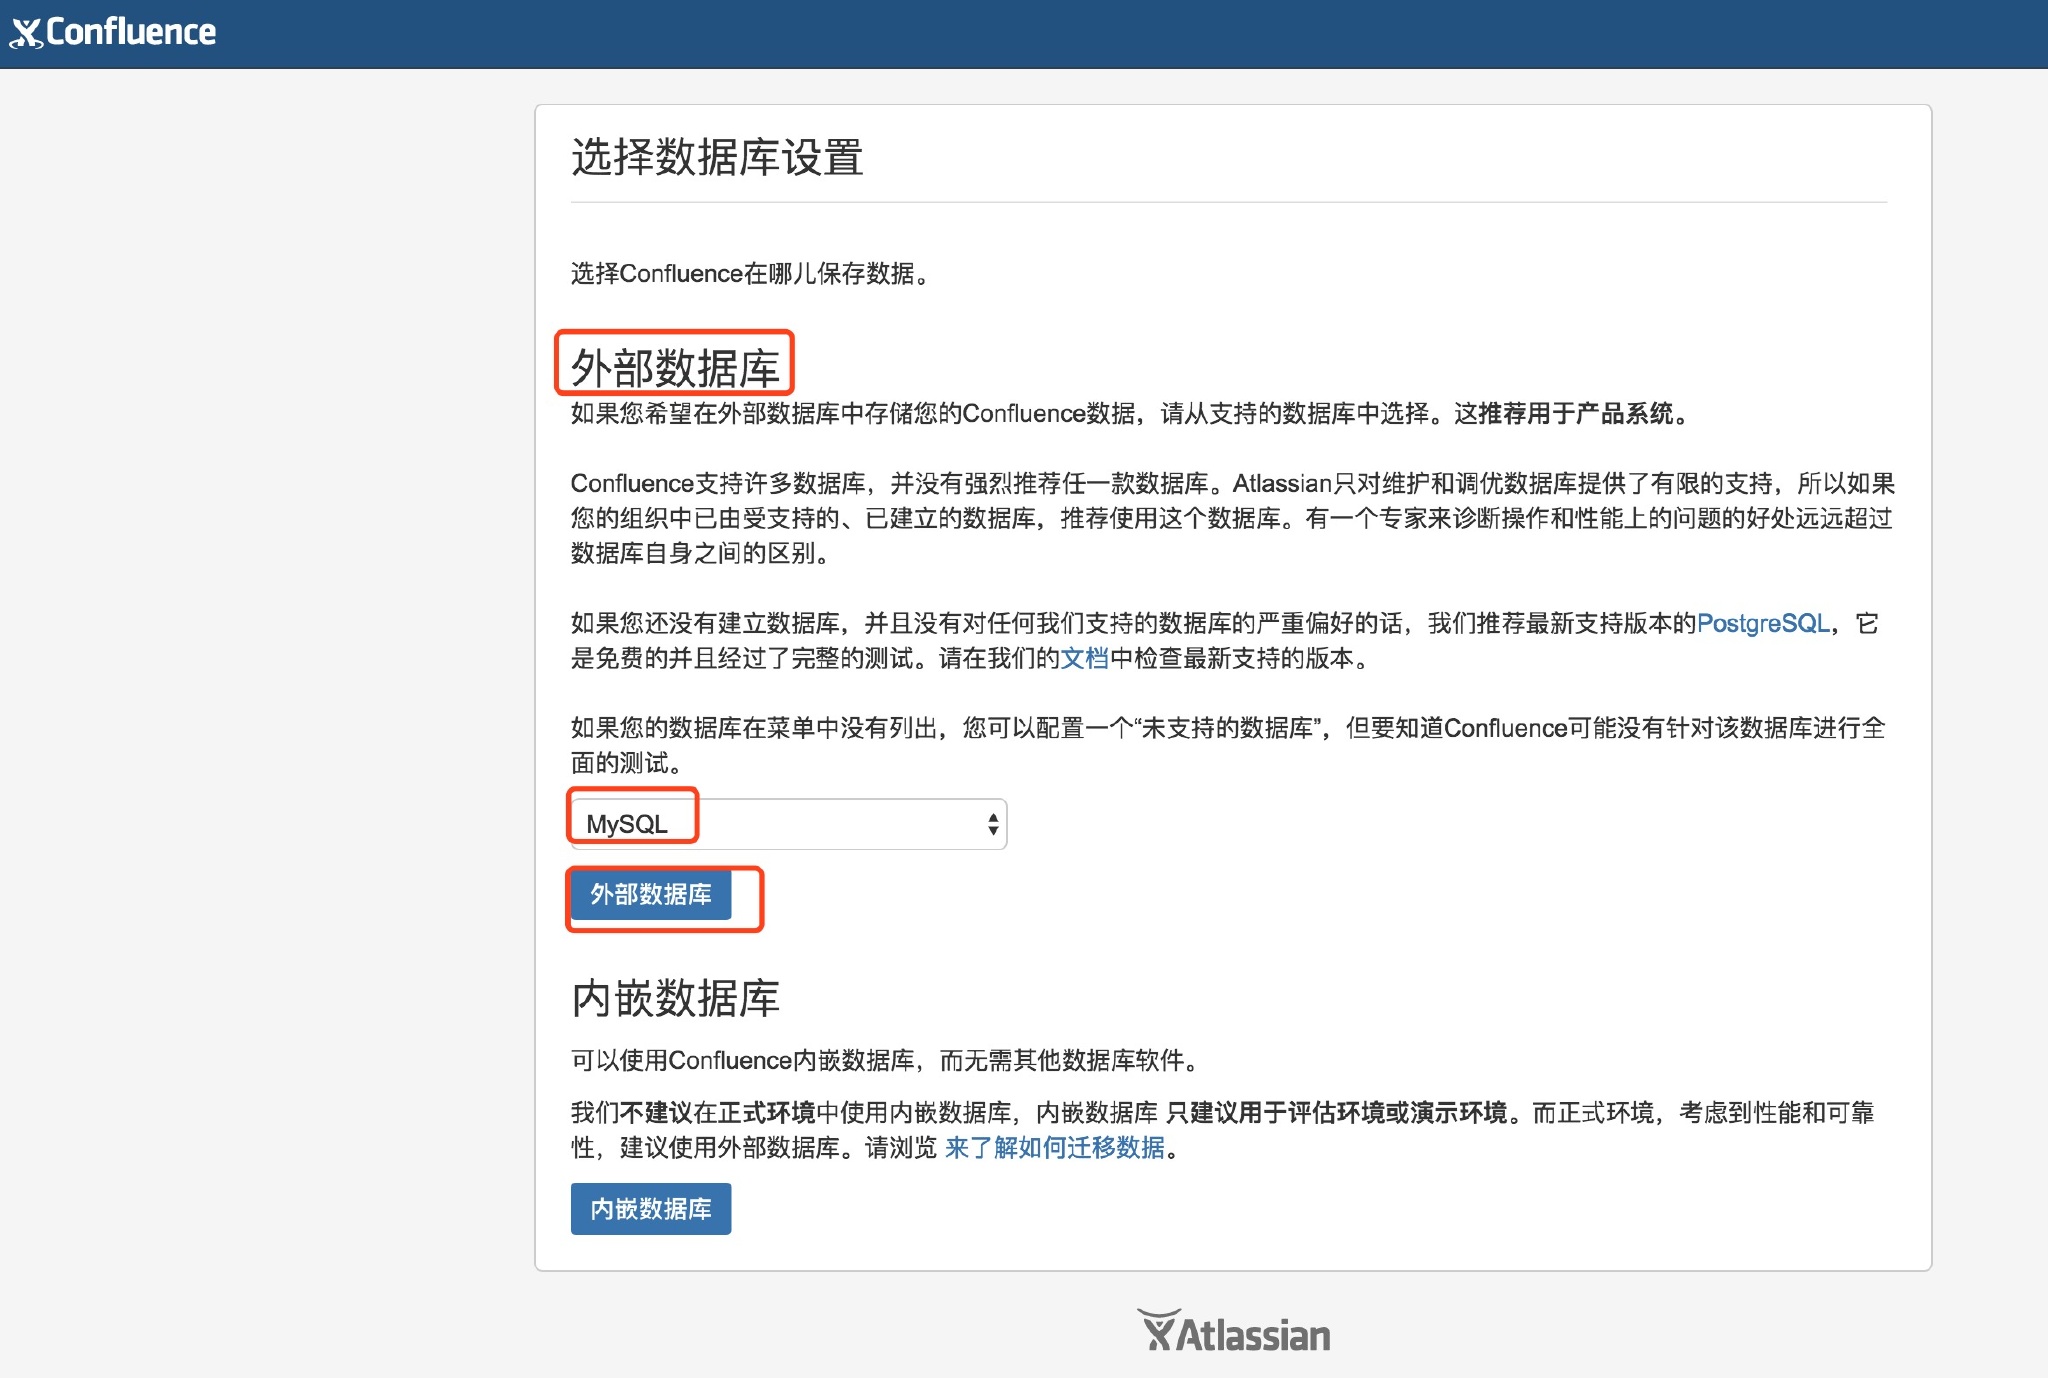 Confluence
选择数据库设置
选择Confluence在哪儿保存数据。
外部数据库
如果您希望在外部数据库中存储您的Confluence数据，请从支持的数据库中选择。这推荐用于产品系统。
Confluence支持许多数据库，并没有强烈推荐任一款数据库。Atlassian只对维护和调优数据库提供了有限的支持，所以如果
您的组织中已由受支持的、已建立的数据库，推荐使用这个数据库。有一个专家来诊断操作和性能上的问题的好处远远超过
数据库自身之间的区别。
如果您还没有建立数据库，并且没有对任何我们支持的数据库的严重偏好的话，我们推荐最新支持版本的PostgreSQL，它
是免费的并且经过了完整的测试。请在我们的文档中检查最新支持的版本。
如果您的数据库在菜单中没有列出，您可以配置一个“未支持的数据库”，但要知道Confluence可能没有针对该数据库进行全
面的测试。
MySQL
外部数据库
内嵌数据库
可以使用Confluence内嵌数据库，而无需其他数据库软件。
我们不建议在正式环境中使用内嵌数据库，内嵌数据库 只建议用于评估环境或演示环境。而正式环境，考虑到性能和可靠
性，建议使用外部数据库。请浏览 来了解如何迁移数据。
内嵌数据库
Atlassian